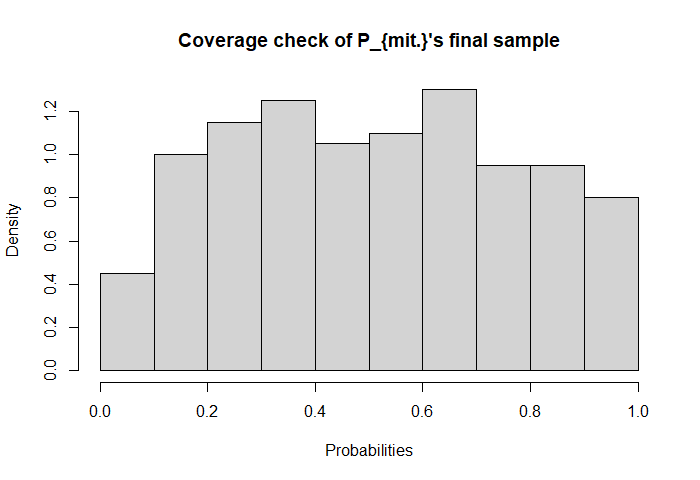 Coverage check of P_{mit.}'s final sample
Density
0.0 0.2 0.4 0.6 0.8 1.0 1.2
0.0 0.2 0.4 0.6 0.8 1.0
Probabilities